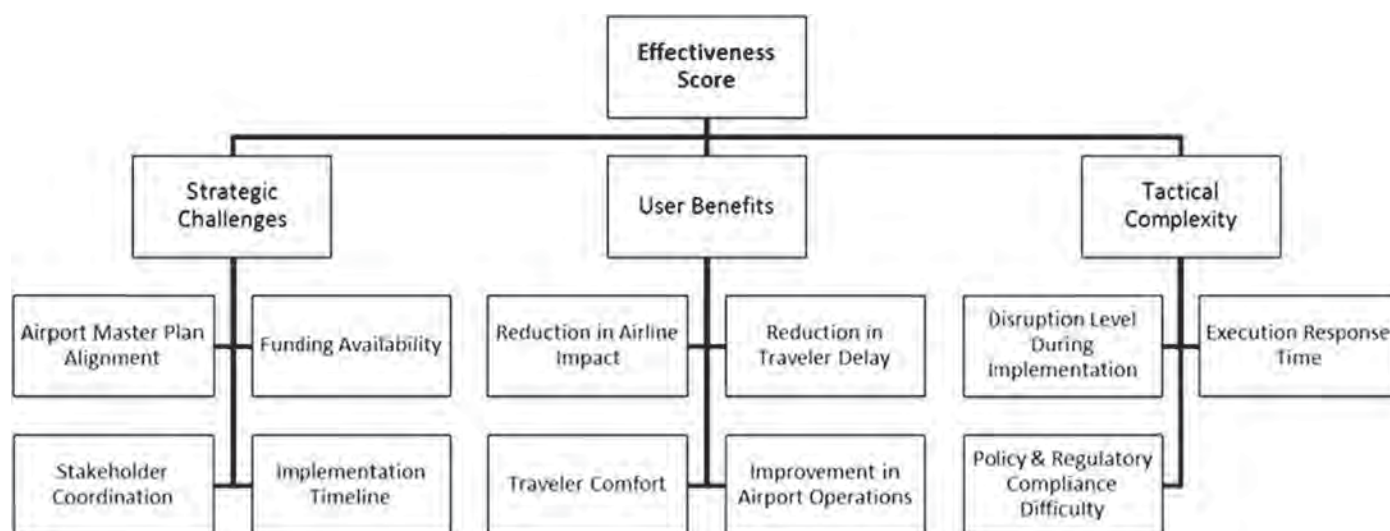 Effectiveness
Score
Strategic
Challenges
User Benefits
Tactical
Complexity
Airport Master Plan
Alignment
Funding Availability
Reduction in Airline
Impact
Reduction in
Traveler Delay
Disruption Level
During
Implementation
Execution Response
Time
Stakeholder
Coordination
Implementation
Timeline
Traveler Comfort
Improvement in
Airport Operations
Policy & Regulatory
Compliance
Difficulty